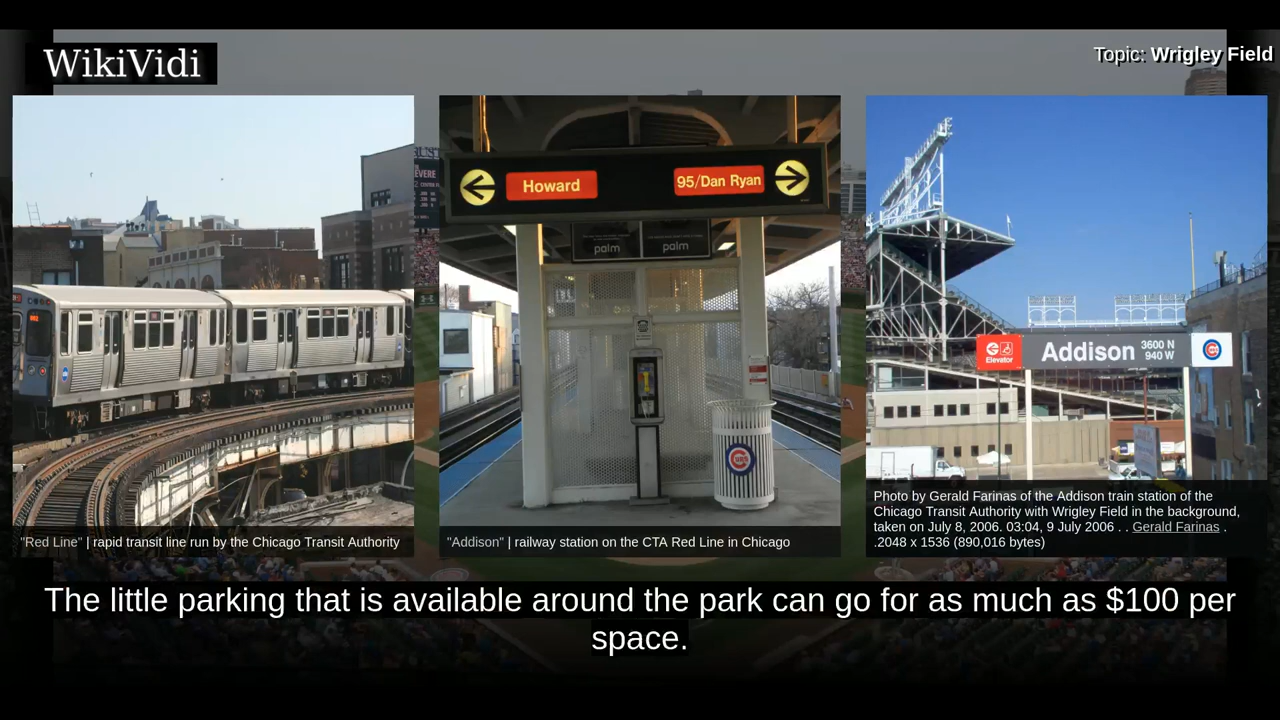 WikiVidi
Topic: Wrigley Field
Howard
95/Dan Ryan
palm
palm
Elevator
Addison
3600 N
940 W
"Red Line" | rapid transit line run by the Chicago Transit Authority
"Addison" | railway station on the CTA Red Line in Chicago
Photo by Gerald Farinas of the Addison train station of the
Chicago Transit Authority with Wrigley Field in the background,
taken on July 8, 2006. 03:04, 9 July 2006 . . Gerald Farinas .
.2048 x 1536 (890,016 bytes)
The little parking that is available around the park can go for as much as $100 per
space.